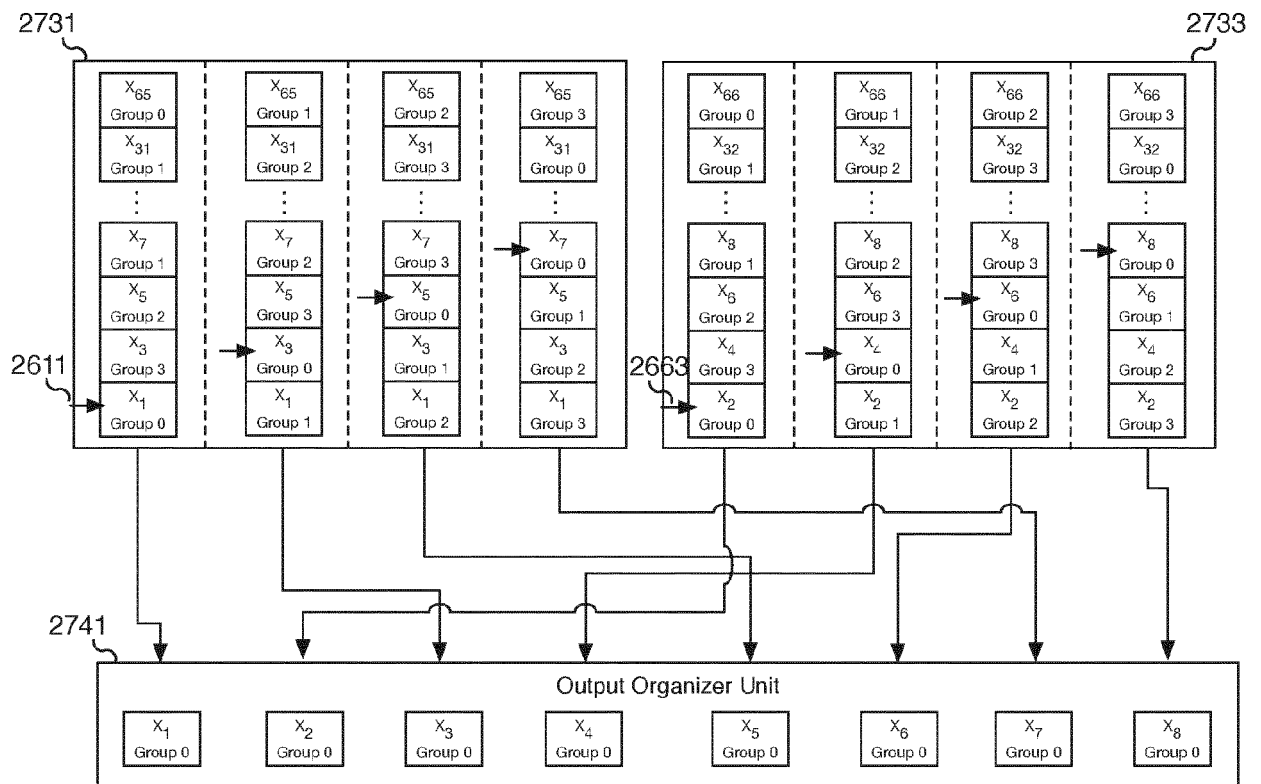 2731
2733
X65 X65 X65 X65 X66 X66 X66 X66
Group 0 Group 1 Group 2 Group 3 Group 0 Group 1 Group 2 Group 3
X31 X31 X31 X31 X32 X32 X32 X32
Group 1 Group 2 Group 3 Group 0 Group 1 Group 2 Group 3 Group 0
X7 X7 X7 X7 X8 X8 X8 X8
Group 1 Group 2 Group 3 Group 0 Group 1 Group 2 Group 3 Group 0
X5 X5 X5 X5 X6 X6 X6 X6
Group 2 Group 3 Group 0 Group 1 Group 2 Group 3 Group 0 Group 1
X3 X3 X3 X3 X4 X4 X4 X4
Group 3 Group 0 Group 1 Group 2 Group 3 Group 0 Group 1 Group 2
2611
2663
X1 X1 X1 X1 X2 X2 X2 X2
Group 0 Group 1 Group 2 Group 3 Group 0 Group 1 Group 2 Group 3
2741
Output Organizer Unit
X1 X2 X3 X4 X5 X6 X7 X8
Group 0 Group 0 Group 0 Group 0 Group 0 Group 0 Group 0 Group 0